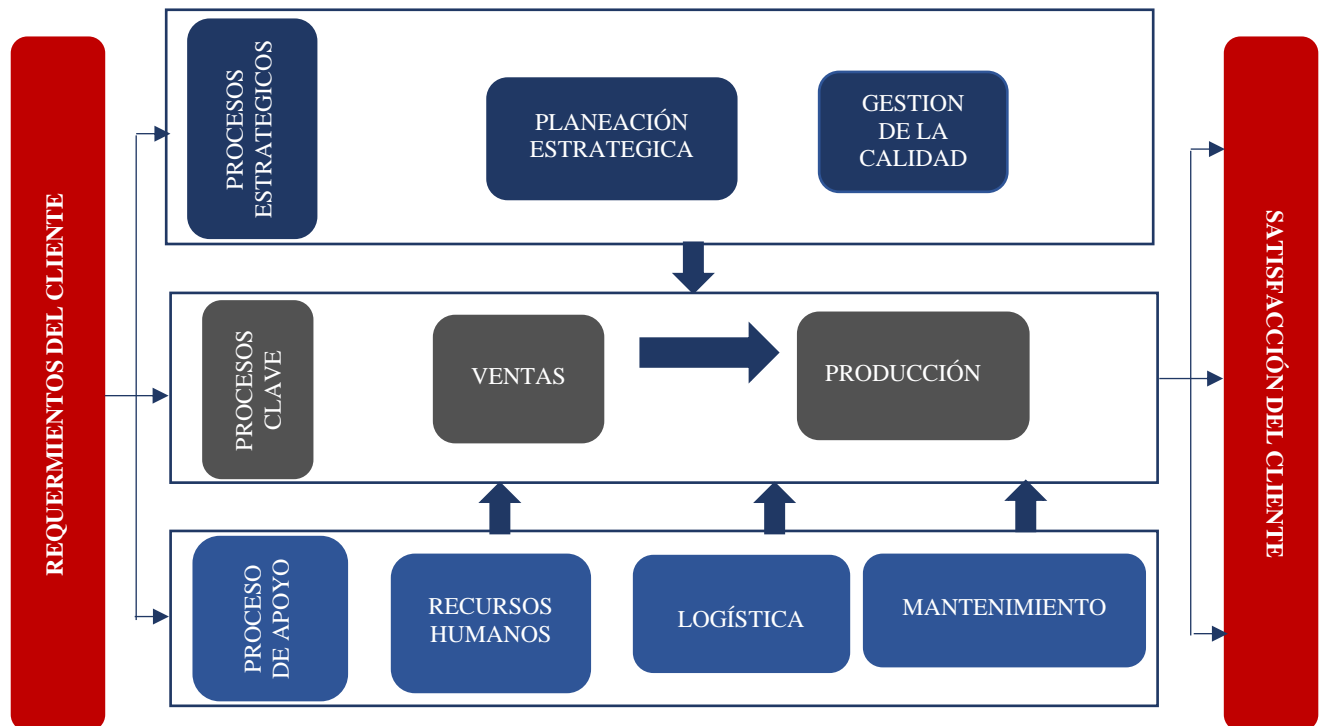 REQUERMIENTOS DEL CLIENTE
PROCESOS
ESTRATEGICOS
PLANEACIÓN
ESTRATEGICA
GESTION
DE LA
CALIDAD
PROCESOS
CLAVE
VENTAS
PRODUCCIÓN
PROCESO
DE APOYO
RECURSOS
HUMANOS
LOGÍSTICA
MANTENIMIENTO
SATISFACCIÓN DEL CLIENTE